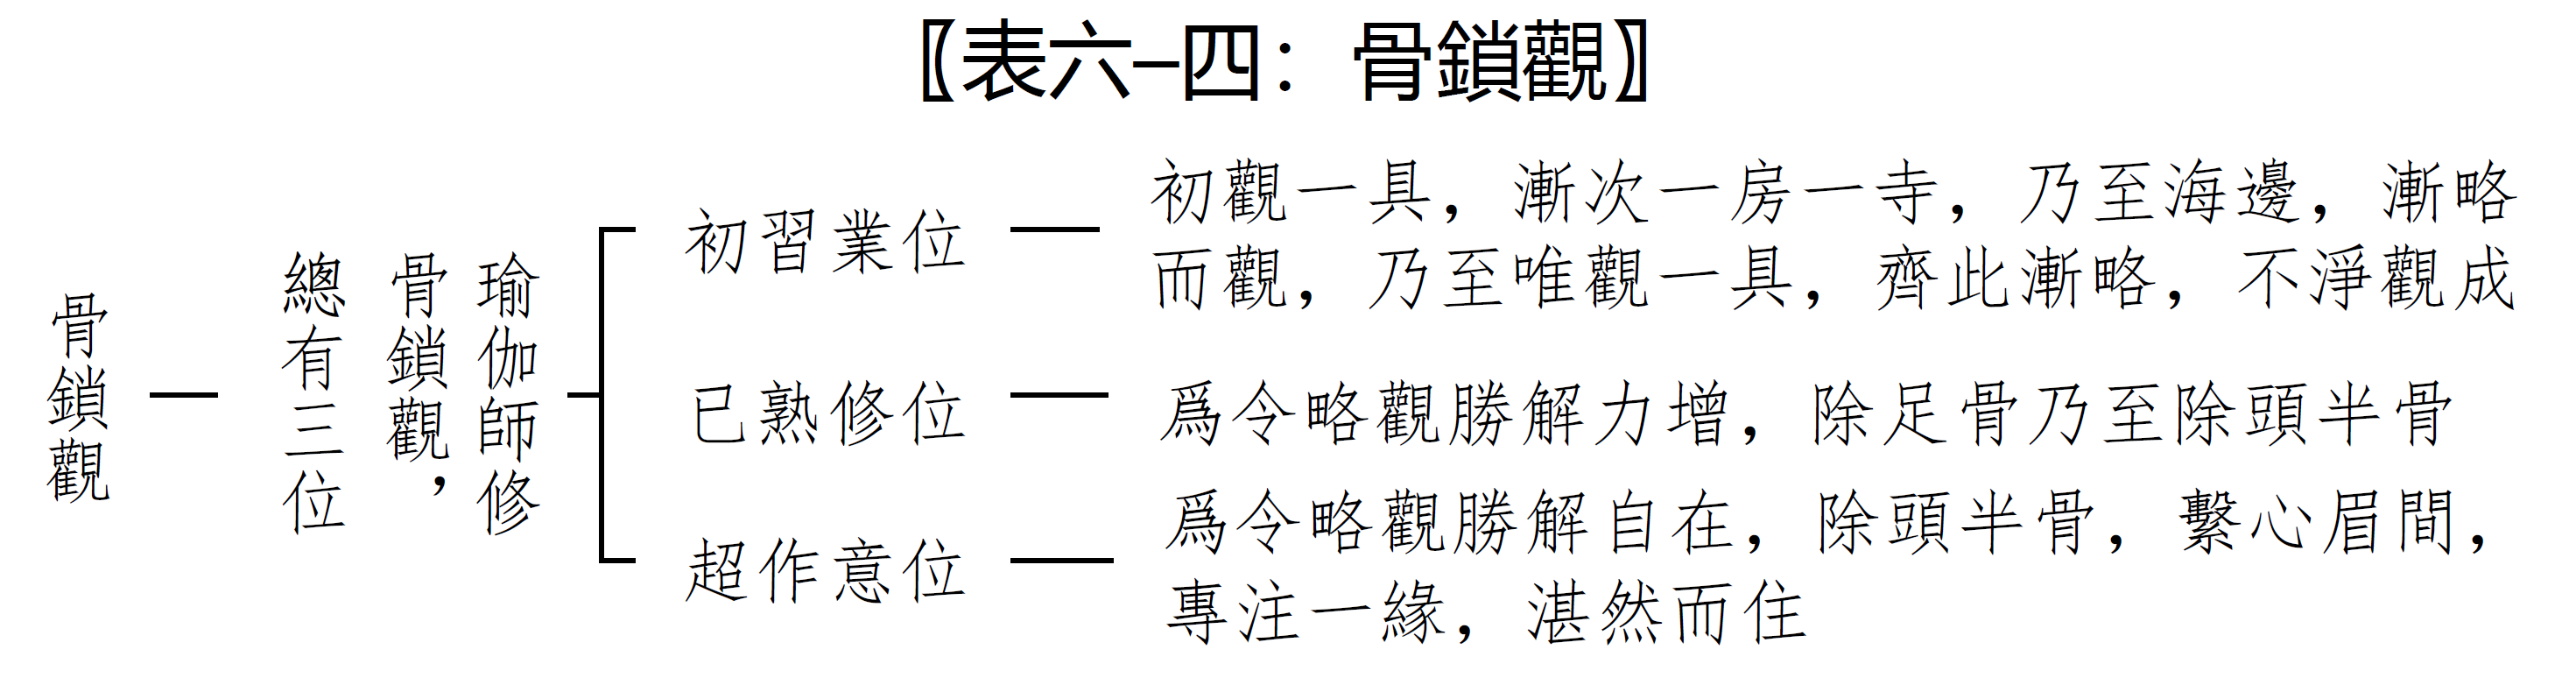 〖表六–四：骨鎖觀〗
骨鎖觀
瑜伽師修
骨鎖觀，
總有三位
初習業位
初觀一具，漸次一房一寺，乃至海邊，漸略
而觀，乃至唯觀一具，齊此漸略，不淨觀成
已熟修位
爲令略觀勝解力增，除足骨乃至除頭半骨
超作意位
爲令略觀勝解自在，除頭半骨，繫心眉間，
專注一緣，湛然而住